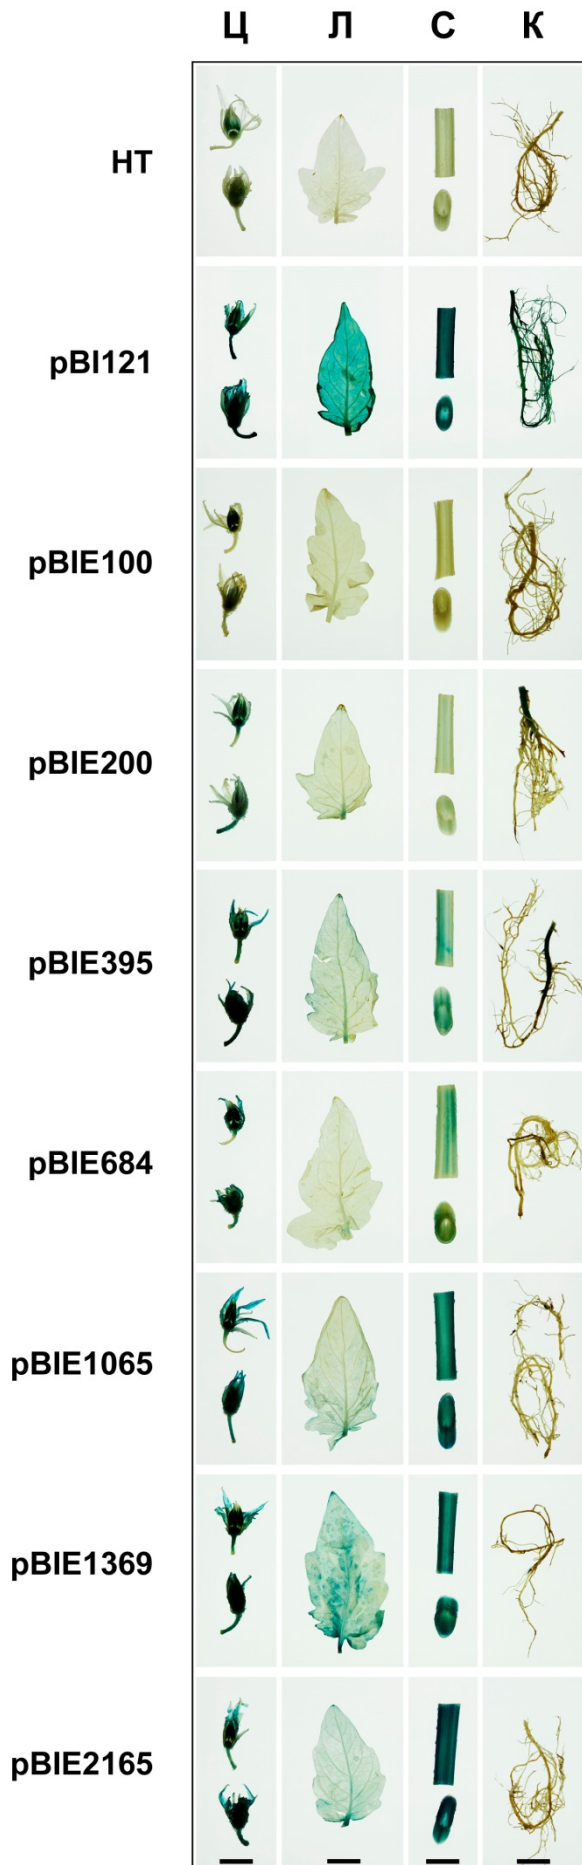 Ц Л С К
НТ
pBI121
pBIE100
pBIE200
pBIE395
pBIE684
pBIE1065
pBIE1369
pBIE2165